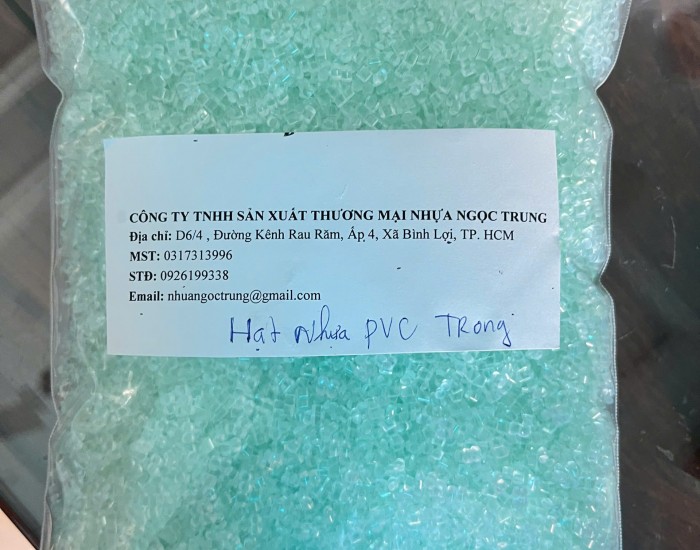 CÔNG TY TNHH SẢN XUẤT THƯƠNG MẠI NHỰA NGỌC TRUNG
Địa chỉ: D6/4 , Đường Kênh Rau Răm, Ấp 4, Xã Bình Lợi, TP. HCM
MST: 0317313996
STĐ: 0926199338
Email: nhuangoctrung@gmail.com
Hạt Nhựa PVC TRONG